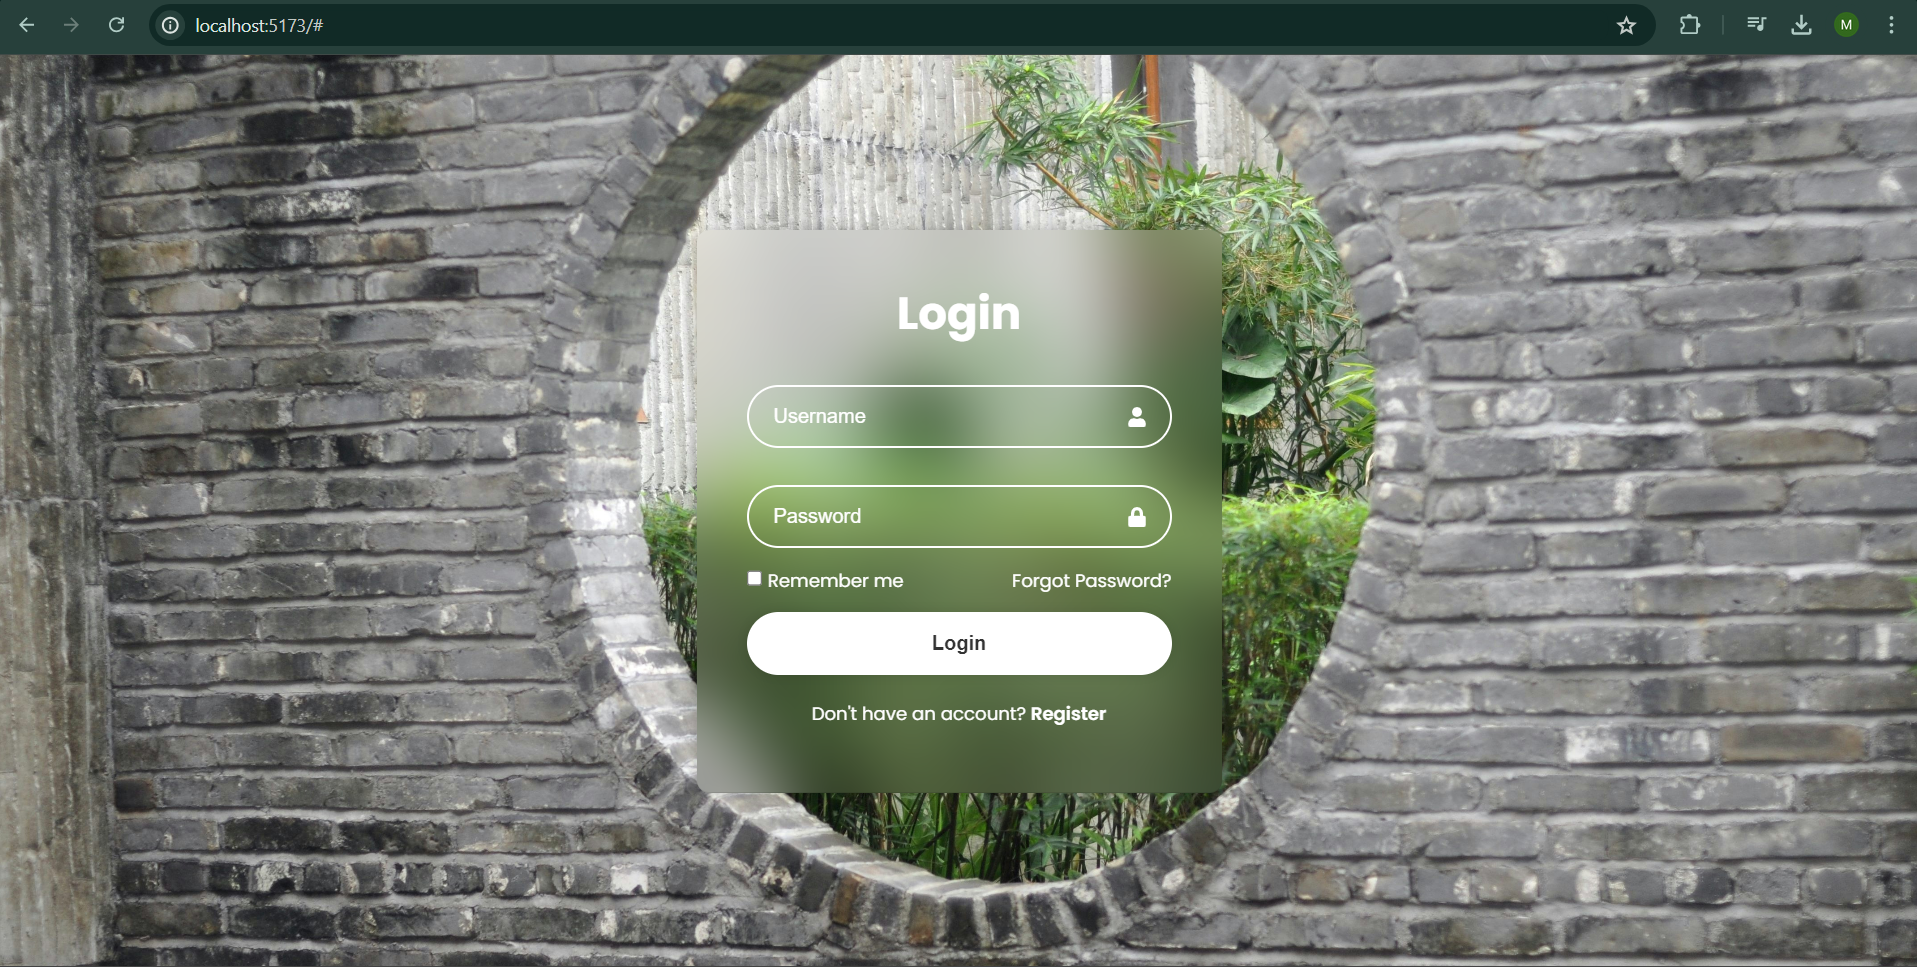 localhost:5173/#
M
Login
Username
Password
Remember me Forgot Password?
Login
Don't have an account? Register